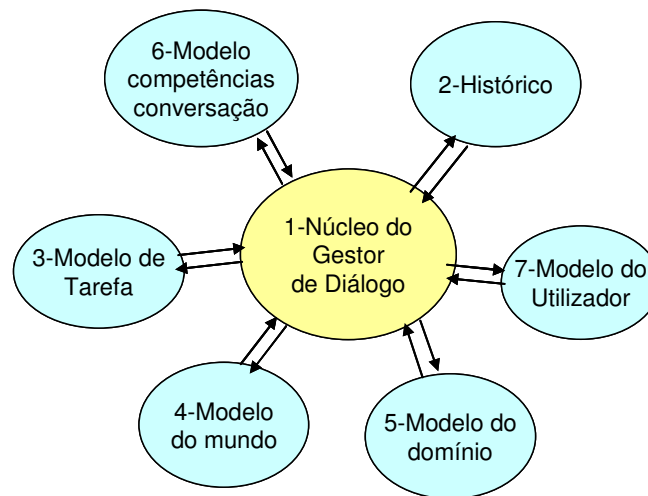 6-Modelo
competências
conversação
2-Histórico
1-Núcleo do
Gestor
de Diálogo
3-Modelo de
Tarefa
7-Modelo do
Utilizador
4-Modelo
do mundo
5-Modelo do
domínio